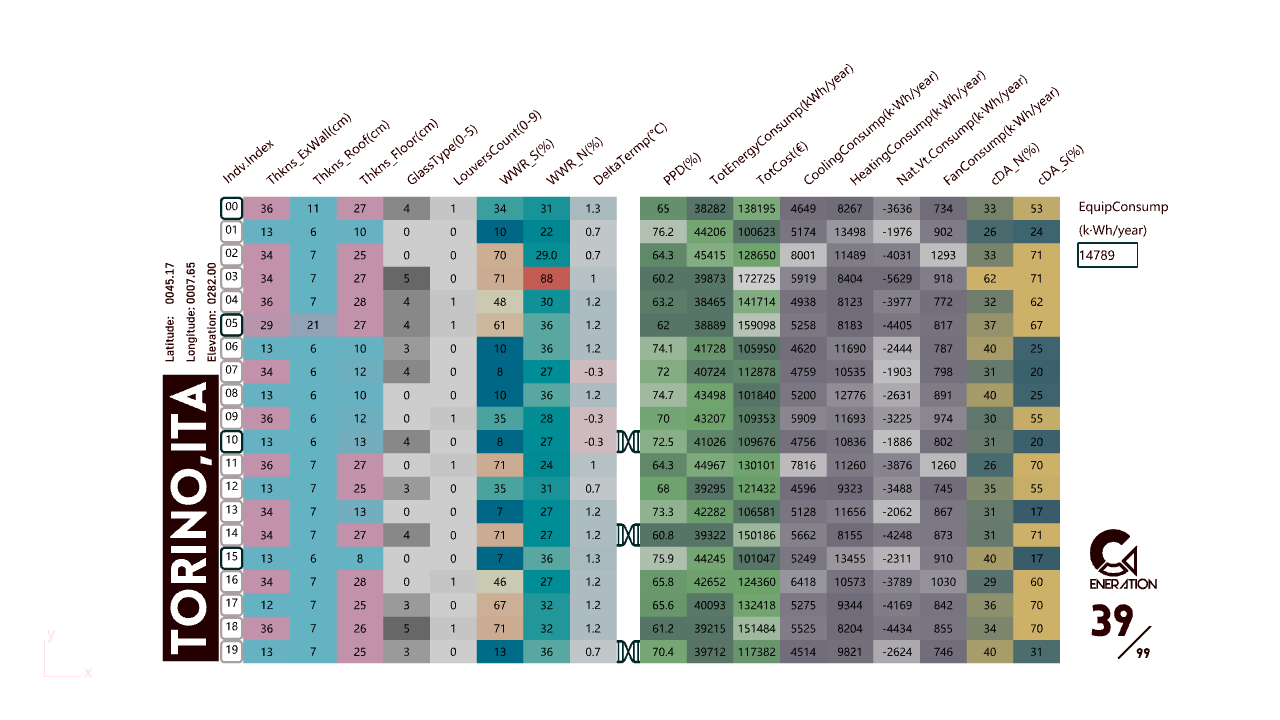 Indv.Index Thkns_ExWall(cm) Thkns_Roof(cm) Thkns_Floor(cm) GlassType(0-5) LouversCount(0-9) WWR_S(%) WWR_N(%) DeltaTermp(°C) PPD(%) TotEnergyConsump(kWh/year) TotCost(€) CoolingConsump(k·Wh/year) HeatingConsump(k·Wh/year) Nat.Vt.Consump(k·Wh/year) FanConsump(k·Wh/year) cDA_N(%) cDA_S(%)
00 36 11 27 4 1 34 31 1.3 65 38282 138195 4649 8267 -3636 734 33 53
01 13 6 10 0 0 10 22 0.7 76.2 44206 100623 5174 13498 -1976 902 26 24
02 34 7 25 0 0 70 29.0 0.7 64.3 45415 128650 8001 11489 -4031 1293 33 71
03 34 7 27 5 0 71 88 1 60.2 39873 172725 5919 8404 -5629 918 62 71
04 36 7 28 4 1 48 30 1.2 63.2 38465 141714 4938 8123 -3977 772 32 62
05 29 21 27 4 1 61 36 1.2 62 38889 159098 5258 8183 -4405 817 37 67
06 13 6 10 3 0 10 36 1.2 74.1 41728 105950 4620 11690 -2444 787 40 25
07 34 6 12 4 0 8 27 -0.3 72 40724 112878 4759 10535 -1903 798 31 20
08 13 6 10 0 0 10 36 1.2 74.7 43498 101840 5200 12776 -2631 891 40 25
09 36 6 12 0 1 35 28 -0.3 70 43207 109353 5909 11693 -3225 974 30 55
10 13 6 13 4 0 8 27 -0.3 72.5 41026 109676 4756 10836 -1886 802 31 20
11 36 7 27 0 1 71 24 1 64.3 44967 130101 7816 11260 -3876 1260 26 70
12 13 7 25 3 0 35 31 0.7 68 39295 121432 4596 9323 -3488 745 35 55
13 34 7 13 0 0 7 27 1.2 73.3 42282 106581 5128 11656 -2062 867 31 17
14 34 7 27 4 0 71 27 1.2 60.8 39322 150186 5662 8155 -4248 873 31 71
15 13 6 8 0 0 7 36 1.3 75.9 44245 101047 5249 13455 -2311 910 40 17
16 34 7 28 0 1 46 27 1.2 65.8 42652 124360 6418 10573 -3789 1030 29 60
17 12 7 25 3 0 67 32 1.2 65.6 40093 132418 5275 9344 -4169 842 36 70
18 36 7 26 5 1 71 32 1.2 61.2 39215 151484 5525 8204 -4434 855 34 70
19 13 7 25 3 0 13 36 0.7 70.4 39712 117382 4514 9821 -2624 746 40 31
EquipConsump
(k·Wh/year)
14789
Latitude: 0045.17
Longitude: 0007.65
Elevation: 0282.00
TORINO,ITA
GENERATION
39/99
y
x